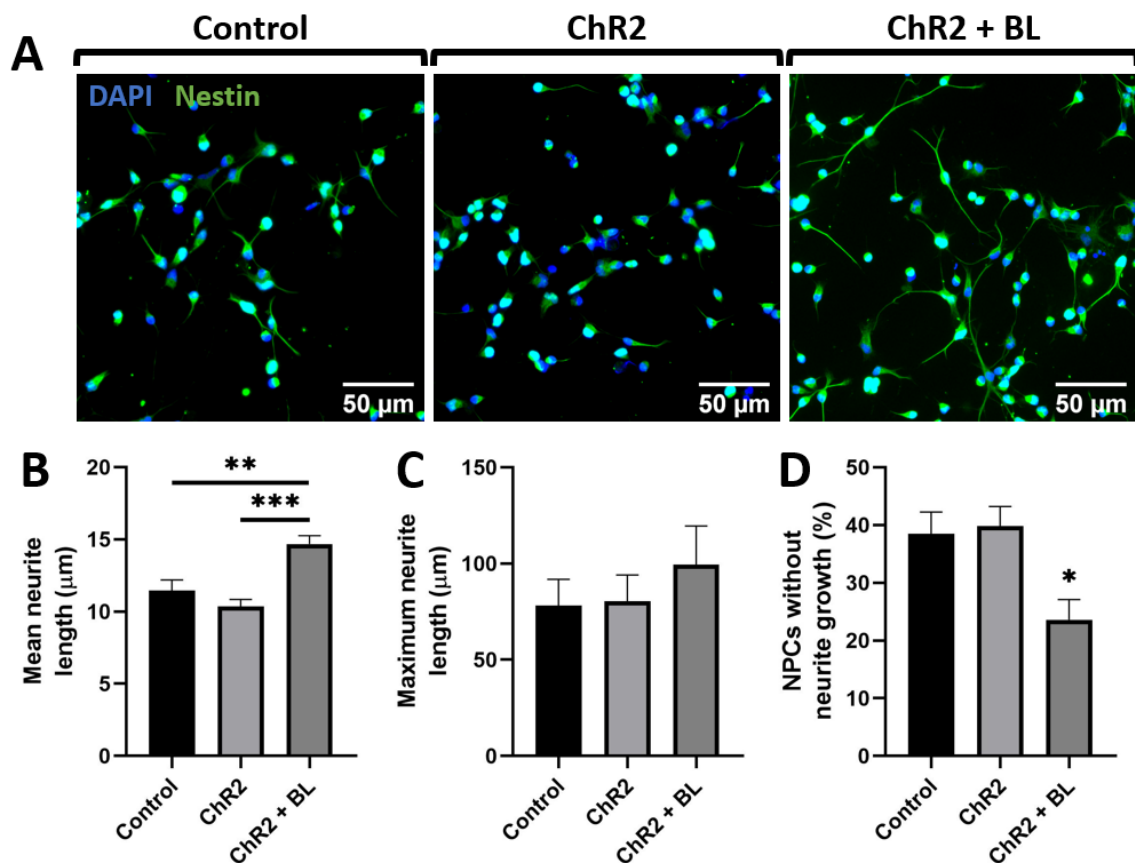 Control ChR2 ChR2 + BL
A
DAPI Nestin
50 µm 50 µm 50 µm
B
Mean neurite
length (µm)
20
15
10
5
0
**
***
Control
ChR2
ChR2 + BL
C
Maximum neurite
length (µm)
150
100
50
0
Control
ChR2
ChR2 + BL
D
NPCs without
neurite growth (%)
50
40
30
20
10
0
*
Control
ChR2
ChR2 + BL